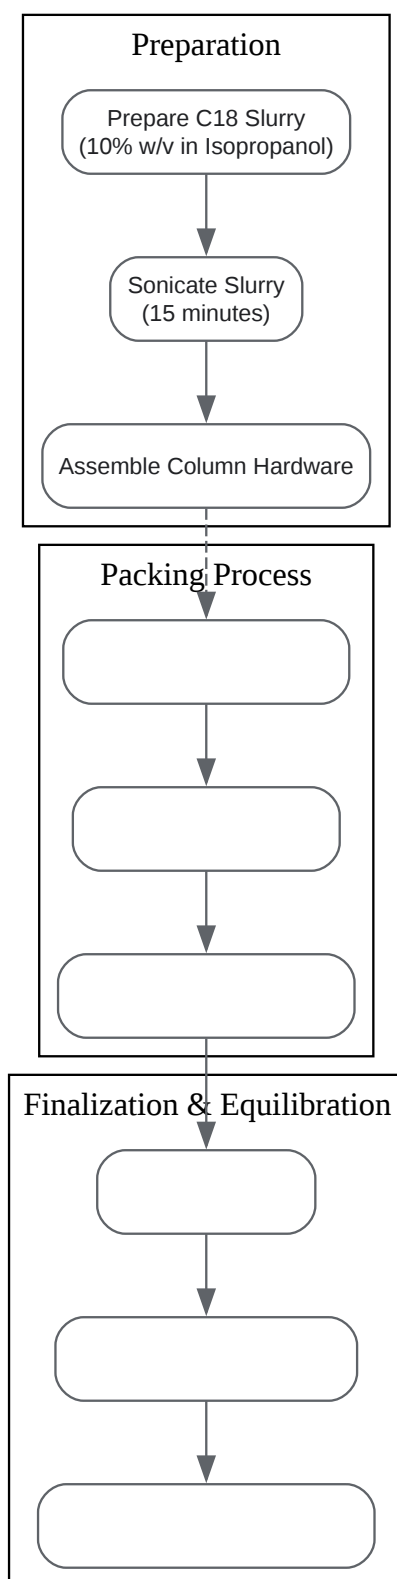 Preparation
Prepare C18 Slurry
(10% w/v in Isopropanol)
Sonicate Slurry
(15 minutes)
Assemble Column Hardware
Packing Process
Finalization & Equilibration